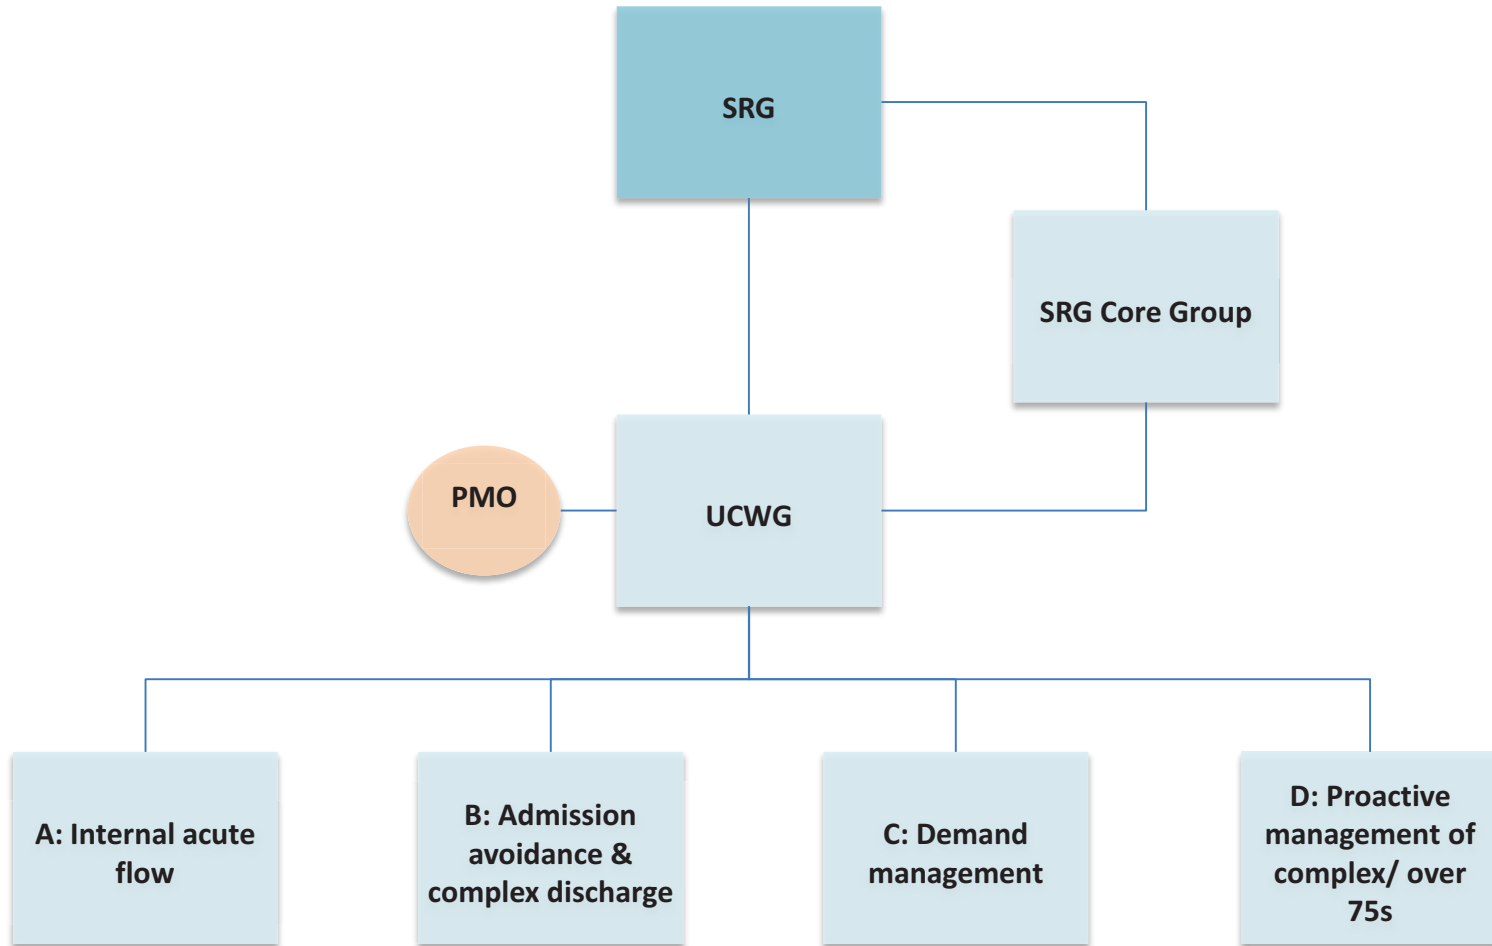 SRG
SRG Core Group
PMO
UCWG
A: Internal acute
flow
B: Admission
avoidance &
complex discharge
C: Demand
management
D: Proactive
management of
complex/ over
75s